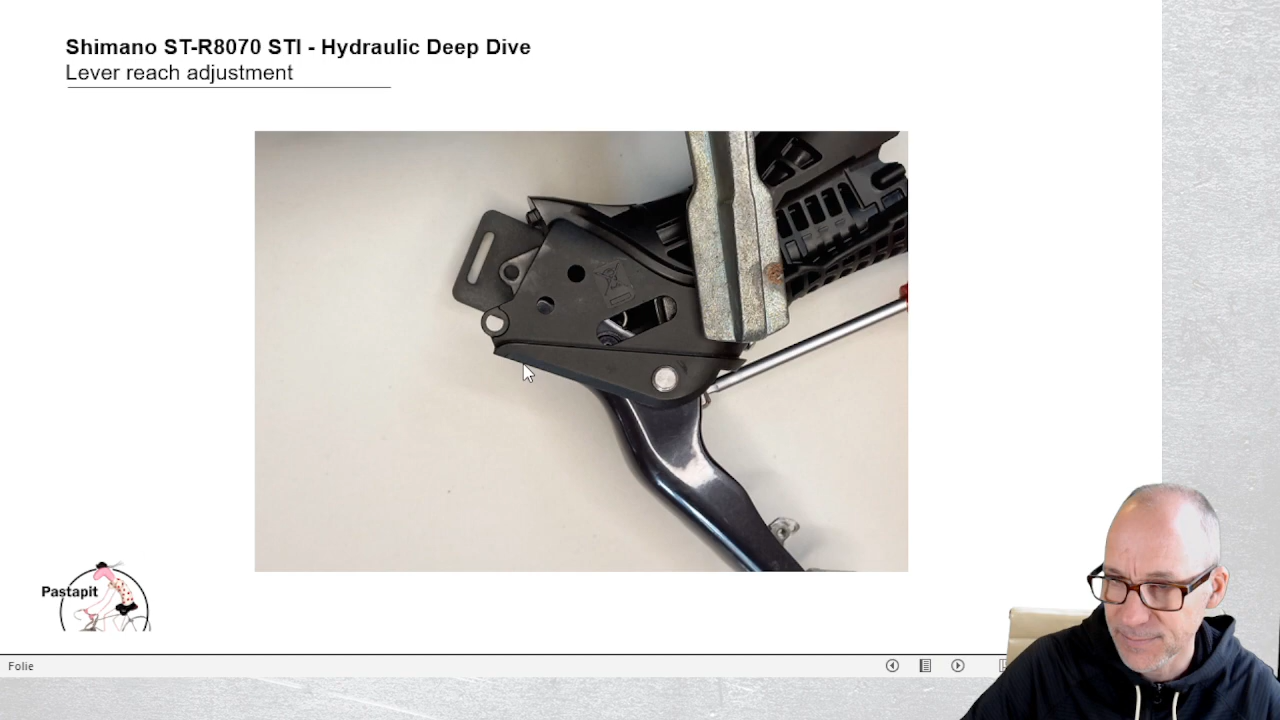 Shimano ST-R8070 STI - Hydraulic Deep Dive
Lever reach adjustment
Pastapit
Folie